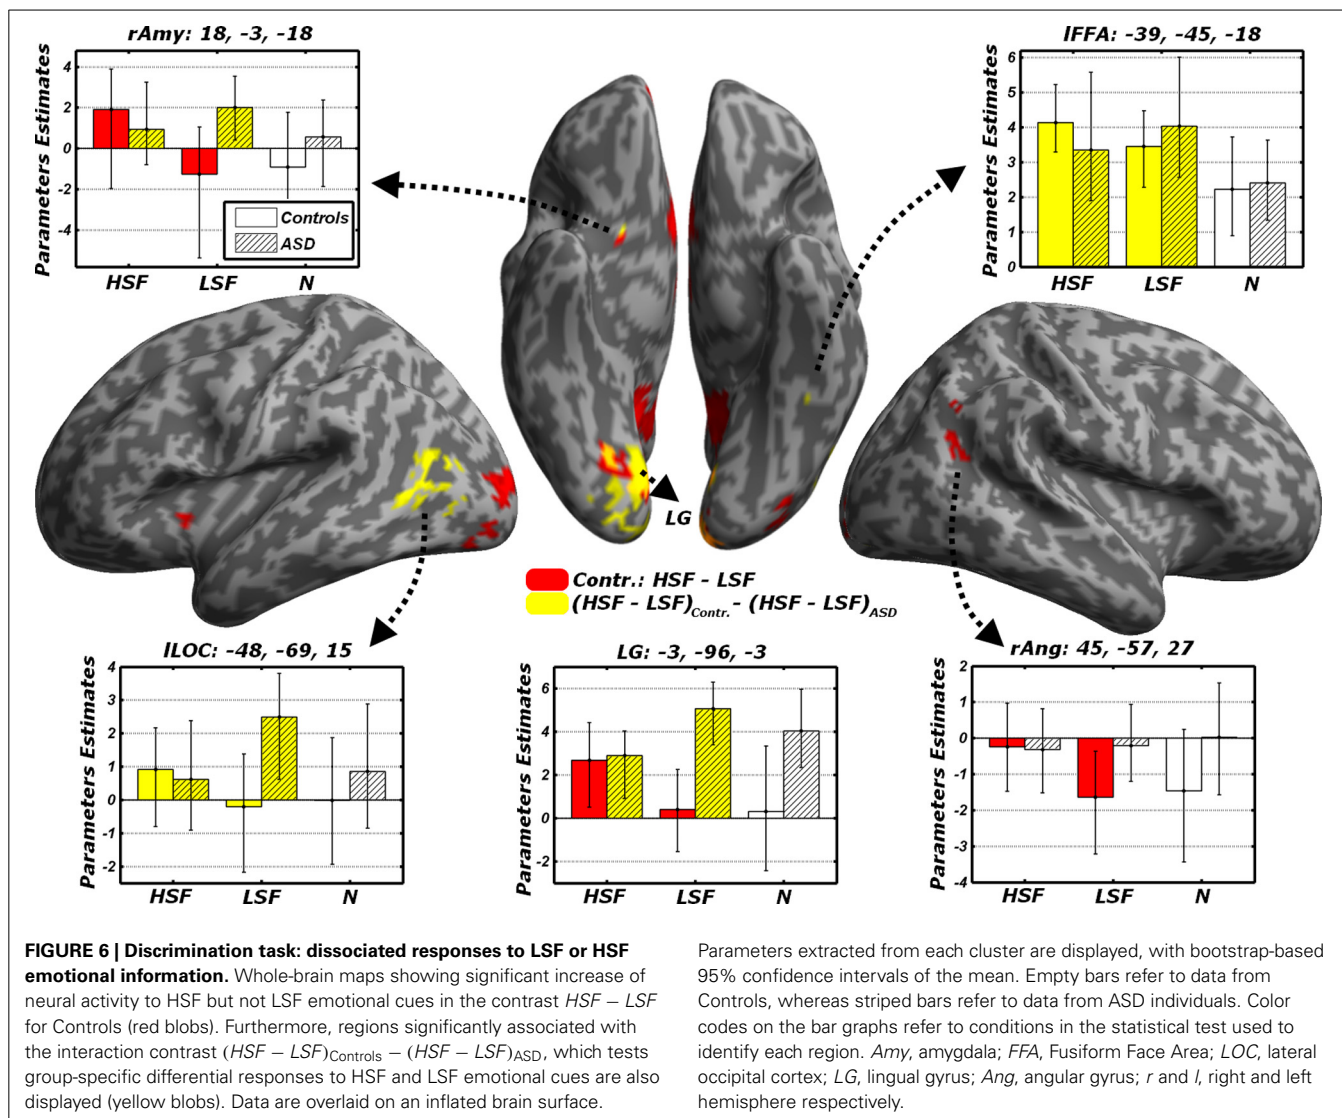 rAmy: 18, -3, -18
Parameters Estimates
4
2
0
-2
-4
Controls
ASD
HSF LSF N
lFFA: -39, -45, -18
Parameters Estimates
6
5
4
3
2
1
0
HSF LSF N
LG
Contr.: HSF - LSF
(HSF - LSF)Contr. - (HSF - LSF)ASD
lLOC: -48, -69, 15
Parameters Estimates
4
3
2
1
0
-1
-2
HSF LSF N
LG: -3, -96, -3
Parameters Estimates
6
4
2
0
-2
HSF LSF N
rAng: 45, -57, 27
Parameters Estimates
2
1
0
-1
-2
-3
-4
HSF LSF N
FIGURE 6 | Discrimination task: dissociated responses to LSF or HSF
emotional information. Whole-brain maps showing significant increase of
neural activity to HSF but not LSF emotional cues in the contrast HSF − LSF
for Controls (red blobs). Furthermore, regions significantly associated with
the interaction contrast (HSF − LSF)Controls − (HSF − LSF)ASD, which tests
group-specific differential responses to HSF and LSF emotional cues are also
displayed (yellow blobs). Data are overlaid on an inflated brain surface.
Parameters extracted from each cluster are displayed, with bootstrap-based
95% confidence intervals of the mean. Empty bars refer to data from
Controls, whereas striped bars refer to data from ASD individuals. Color
codes on the bar graphs refer to conditions in the statistical test used to
identify each region. Amy, amygdala; FFA, Fusiform Face Area; LOC, lateral
occipital cortex; LG, lingual gyrus; Ang, angular gyrus; r and l, right and left
hemisphere respectively.